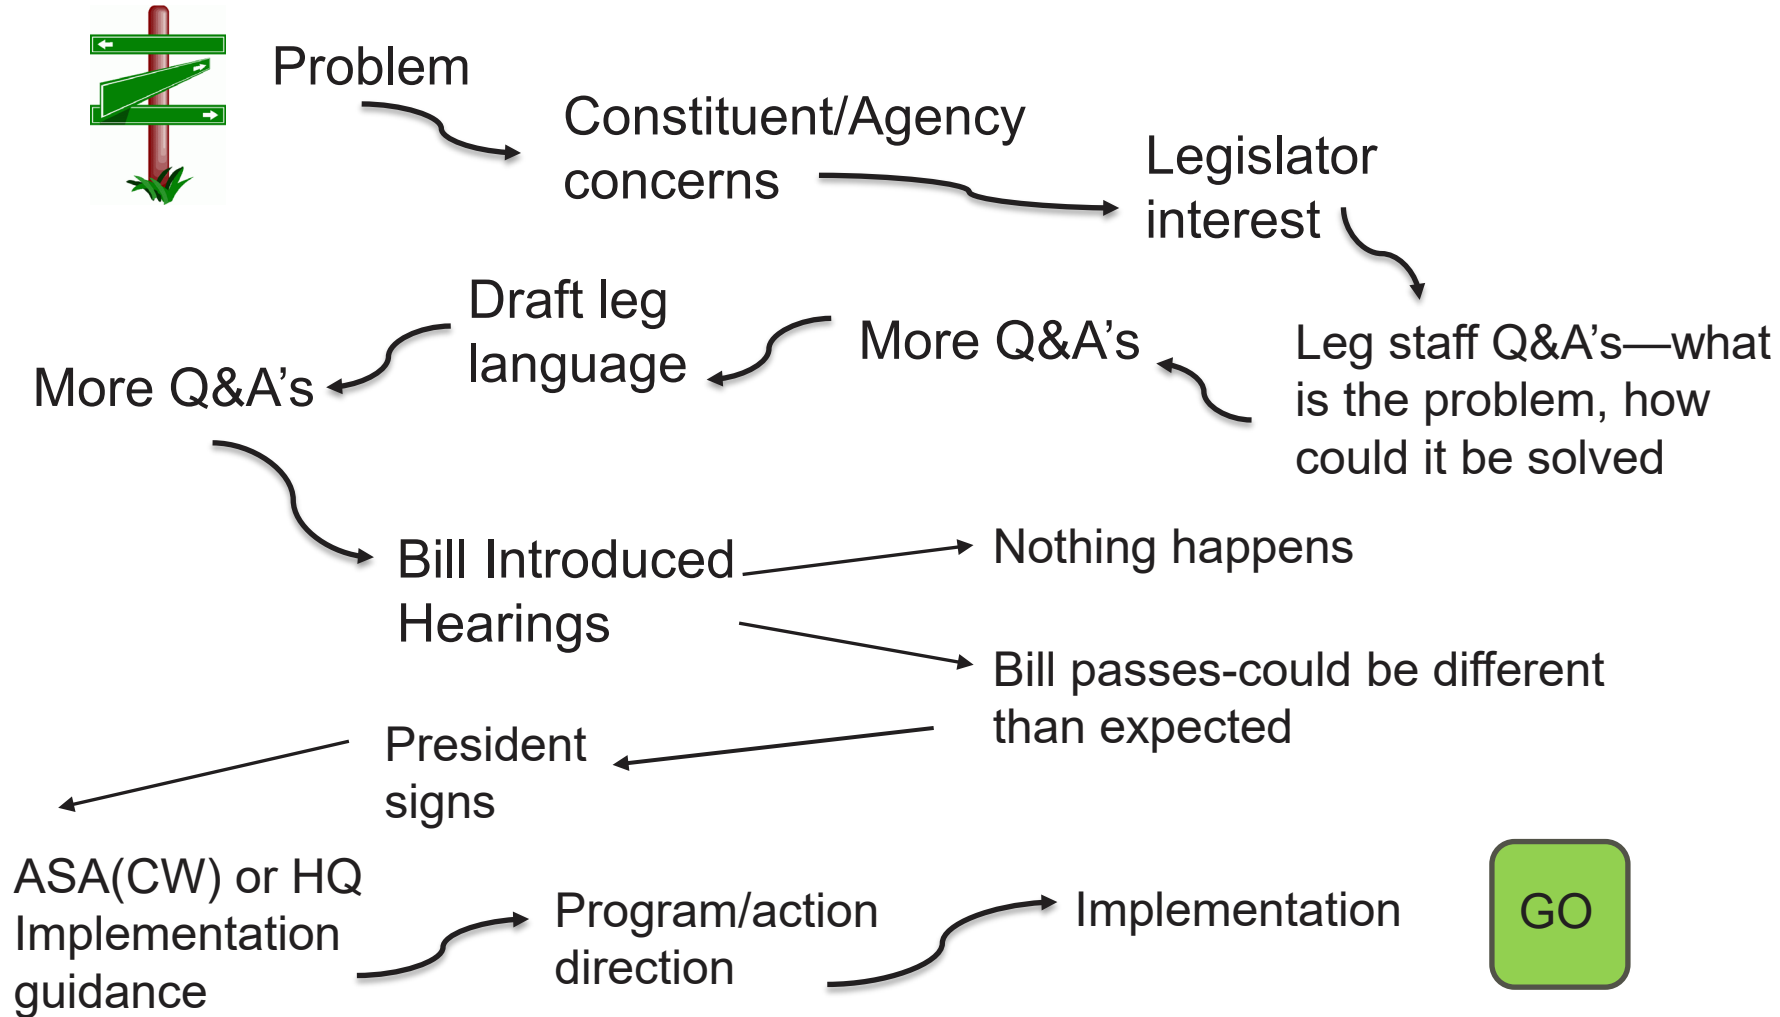 Problem
Constituent/Agency
concerns
Legislator
interest
Leg staff Q&A’s—what
is the problem, how
could it be solved
More Q&A’s
Draft leg
language
More Q&A’s
Bill Introduced
Hearings
Nothing happens
Bill passes-could be different
than expected
President
signs
ASA(CW) or HQ
Implementation
guidance
Program/action
direction
Implementation
GO